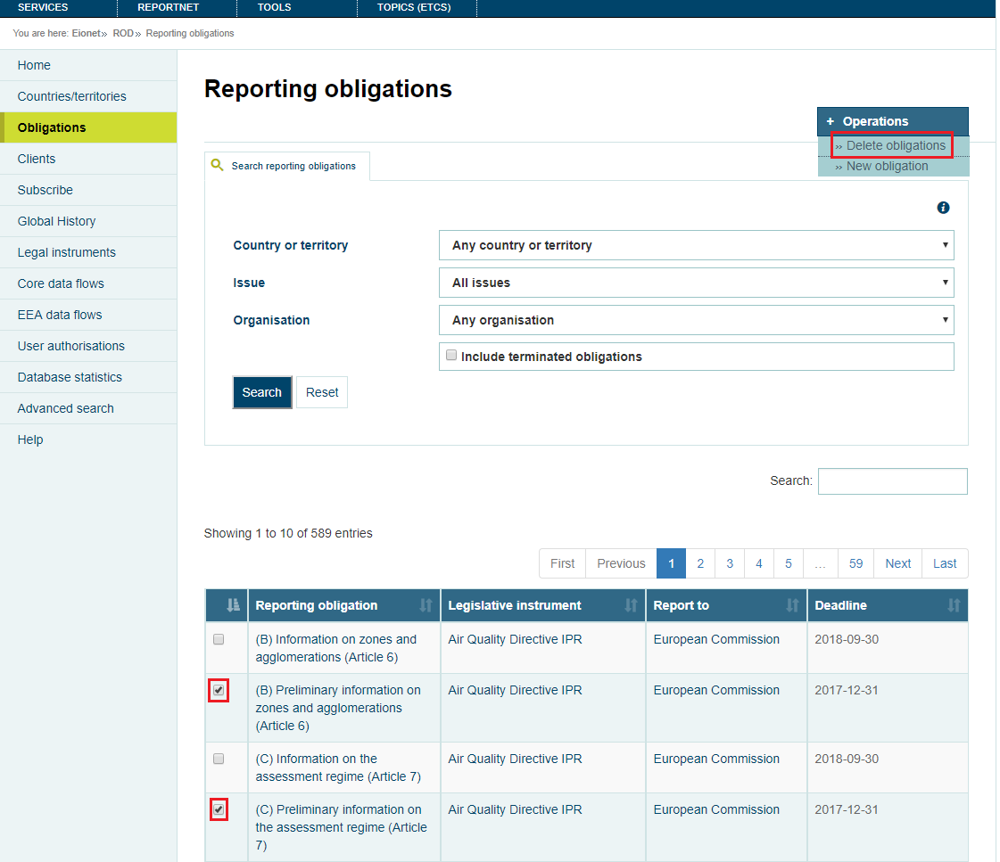 SERVICES REPORTNET TOOLS TOPICS (ETCS)
You are here: Eionet» ROD» Reporting obligations
Home
Countries/territories
Obligations
Clients
Subscribe
Global History
Legal instruments
Core data flows
EEA data flows
User authorisations
Database statistics
Advanced search
Help
Reporting obligations
+ Operations
» Delete obligations
» New obligation
Search reporting obligations
Country or territory Any country or territory
Issue All issues
Organisation Any organisation
Include terminated obligations
Search Reset
Search:
Showing 1 to 10 of 589 entries
First Previous 1 2 3 4 5 … 59 Next Last
Reporting obligation Legislative instrument Report to Deadline
(B) Information on zones and Air Quality Directive IPR European Commission 2018-09-30
agglomerations (Article 6)
(B) Preliminary information on Air Quality Directive IPR European Commission 2017-12-31
zones and agglomerations
(Article 6)
(C) Information on the Air Quality Directive IPR European Commission 2018-09-30
assessment regime (Article 7)
(C) Preliminary information on Air Quality Directive IPR European Commission 2017-12-31
the assessment regime (Article
7)